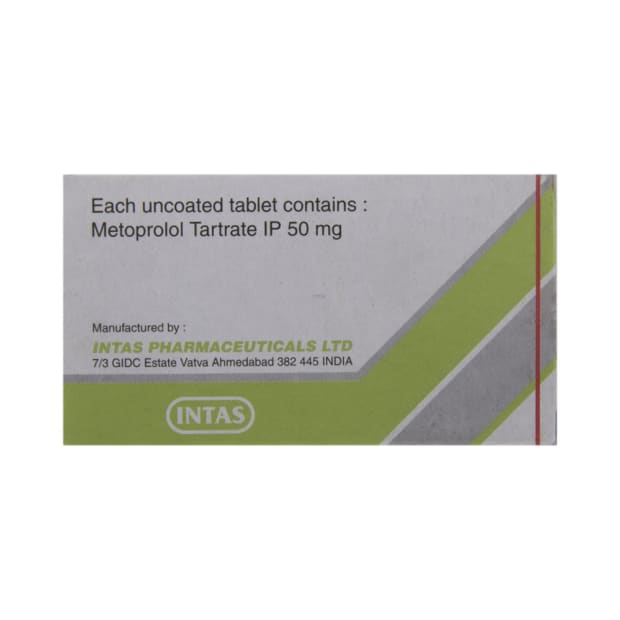 Each uncoated tablet contains :
Metoprolol Tartrate IP 50 mg
Manufactured by :
INTAS PHARMACEUTICALS LTD
7/3 GIDC Estate Vatva Ahmedabad 382 445 INDIA
INTAS